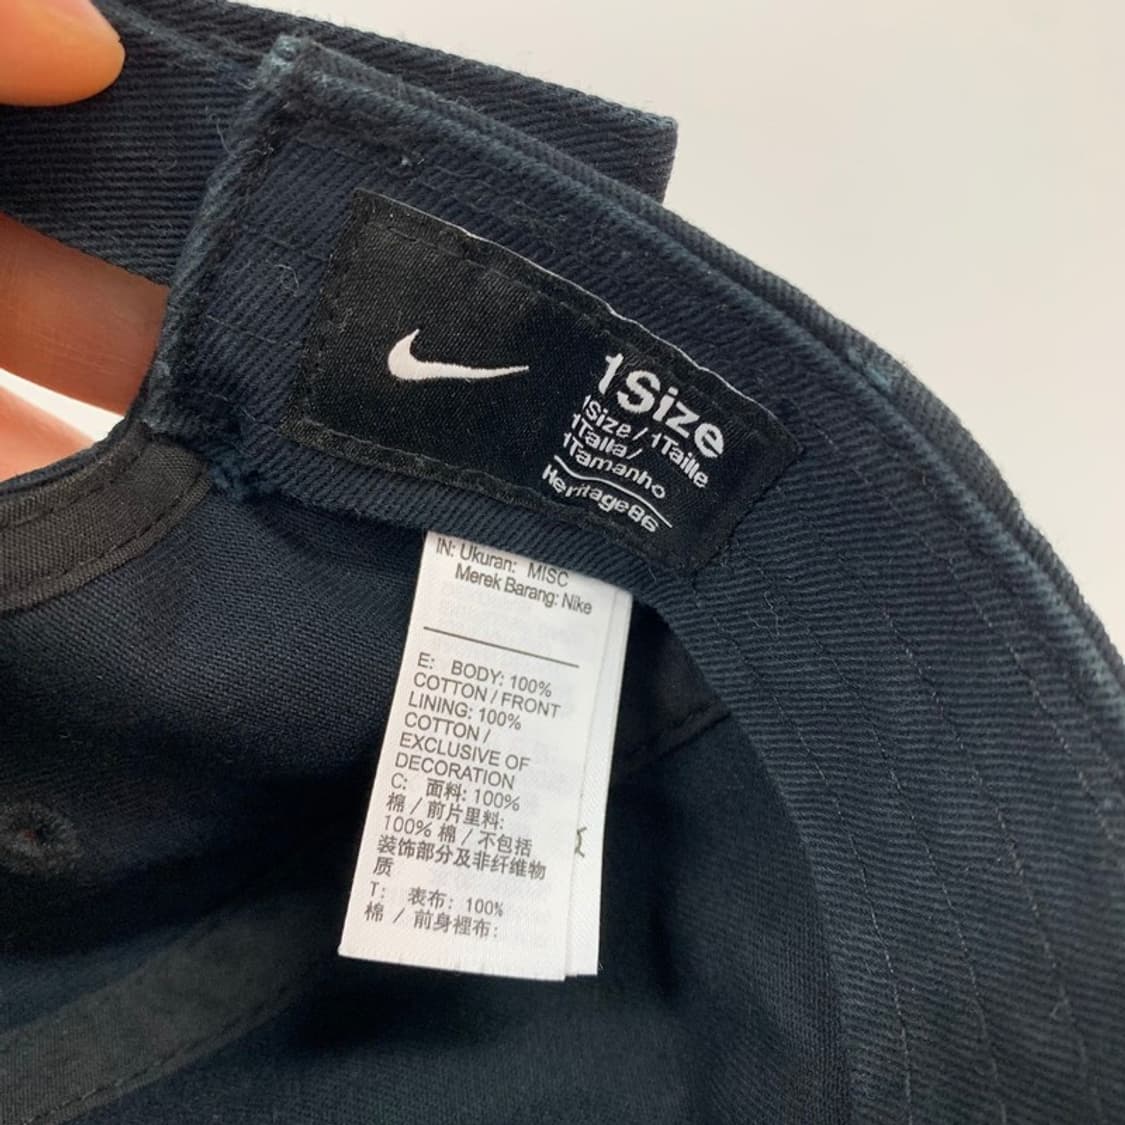 1Size
1Size / 1Taille
1Talla/
1Tamanho
Heritage86
IN: Ukuran: MISC
Merek Barang: Nike
E: BODY: 100%
COTTON / FRONT
LINING: 100%
COTTON /
EXCLUSIVE OF
DECORATION
C: 面料: 100%
棉 / 前片里料:
100% 棉 / 不包括
装饰部分及非纤维物
质
T: 表布: 100%
棉 / 前身裡布: